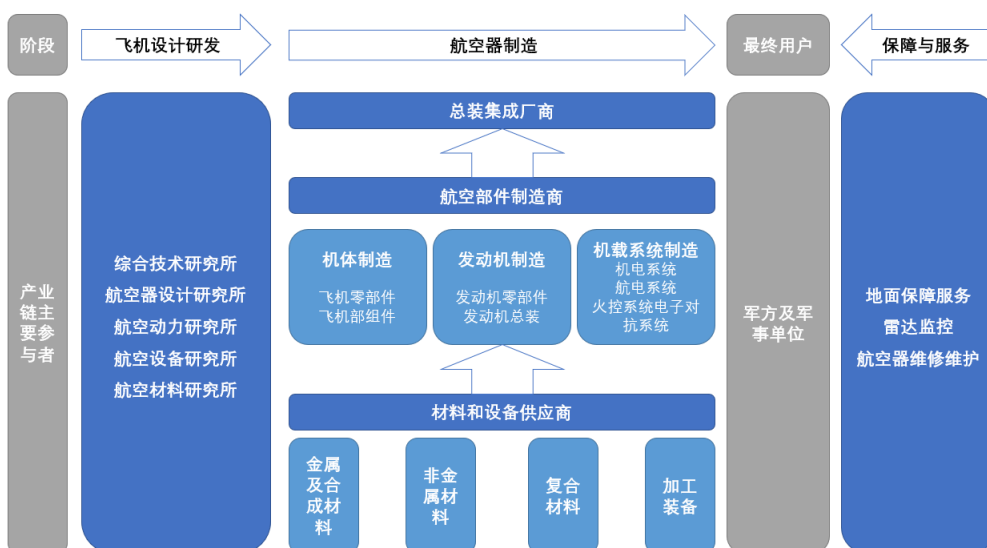 阶段
飞机设计研发
航空器制造
最终用户
保障与服务
产业
链主
要参
与者
综合技术研究所
航空器设计研究所
航空动力研究所
航空设备研究所
航空材料研究所
总装集成厂商
航空部件制造商
机体制造
飞机零部件
飞机部组件
发动机制造
发动机零部件
发动机总装
机载系统制造
机电系统
航电系统
火控系统电子对
抗系统
材料和设备供应商
金属
及合
成材
料
非金
属材
料
复合
材料
加工
装备
军方及军
事单位
地面保障服务
雷达监控
航空器维修维护